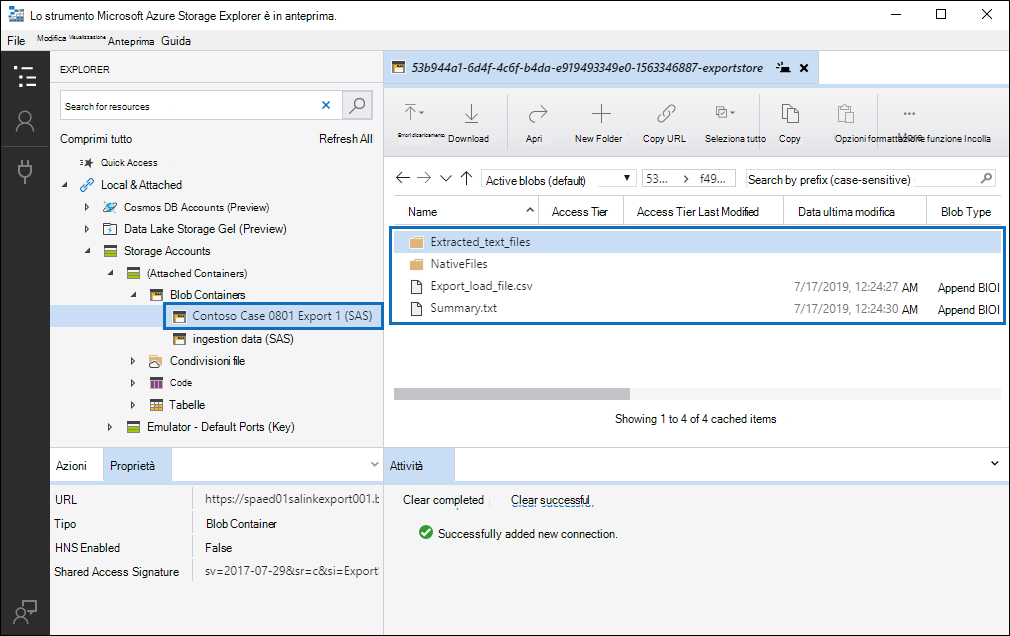 Lo strumento Microsoft Azure Storage Explorer è in anteprima.
File Modifica Visualizzazione Anteprima Guida
EXPLORER
Search for resources
Comprimi tutto Refresh All
Quick Access
Local & Attached
Cosmos DB Accounts (Preview)
Data Lake Storage Gel (Preview)
Storage Accounts
(Attached Containers)
Blob Containers
Contoso Case 0801 Export 1 (SAS)
ingestion data (SAS)
Condivisioni file
Code
Tabelle
Emulator - Default Ports (Key)
53b944a1-6d4f-4c6f-b4da-e919493349e0-1563346887-exportstore
Errori di caricamento Download Apri New Folder Copy URL Seleziona tutto Copy Opzioni formattazione funzione Incolla
More
Active blobs (default) 53... f49... Search by prefix (case-sensitive)
Name Access Tier Access Tier Last Modified Data ultima modifica Blob Type
Extracted_text_files
NativeFiles
Export_load_file.csv 7/17/2019, 12:24:27 AM Append BIOI
Summary.txt 7/17/2019, 12:24:30 AM Append BIOI
Showing 1 to 4 of 4 cached items
Azioni Proprietà
URL https://spaed01salinkexport001.b
Tipo Blob Container
HNS Enabled False
Shared Access Signature sv=2017-07-29&sr=c&si=Export
Attività
Clear completed Clear successful
Successfully added new connection.